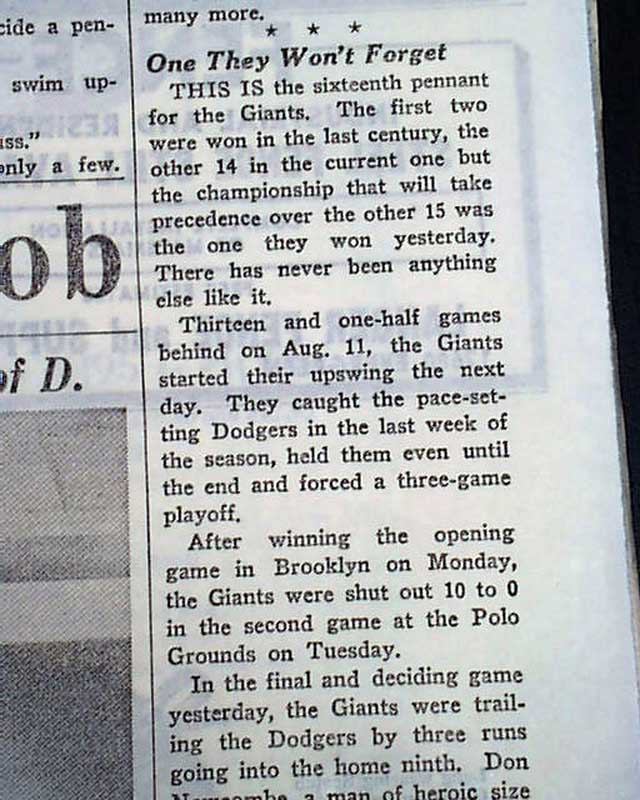 cide a pen-
swim up-
ass."
only a few.
ob
of D.
many more.
* * *
One They Won't Forget
THIS IS the sixteenth pennant
for the Giants. The first two
were won in the last century, the
other 14 in the current one but
the championship that will take
precedence over the other 15 was
the one they won yesterday.
There has never been anything
else like it.
Thirteen and one-half games
behind on Aug. 11, the Giants
started their upswing the next
day. They caught the pace-set-
ting Dodgers in the last week of
the season, held them even until
the end and forced a three-game
playoff.
After winning the opening
game in Brooklyn on Monday,
the Giants were shut out 10 to 0
in the second game at the Polo
Grounds on Tuesday.
In the final and deciding game
yesterday, the Giants were trail-
ing the Dodgers by three runs
going into the home ninth. Don
Newcombe, a man of heroic size